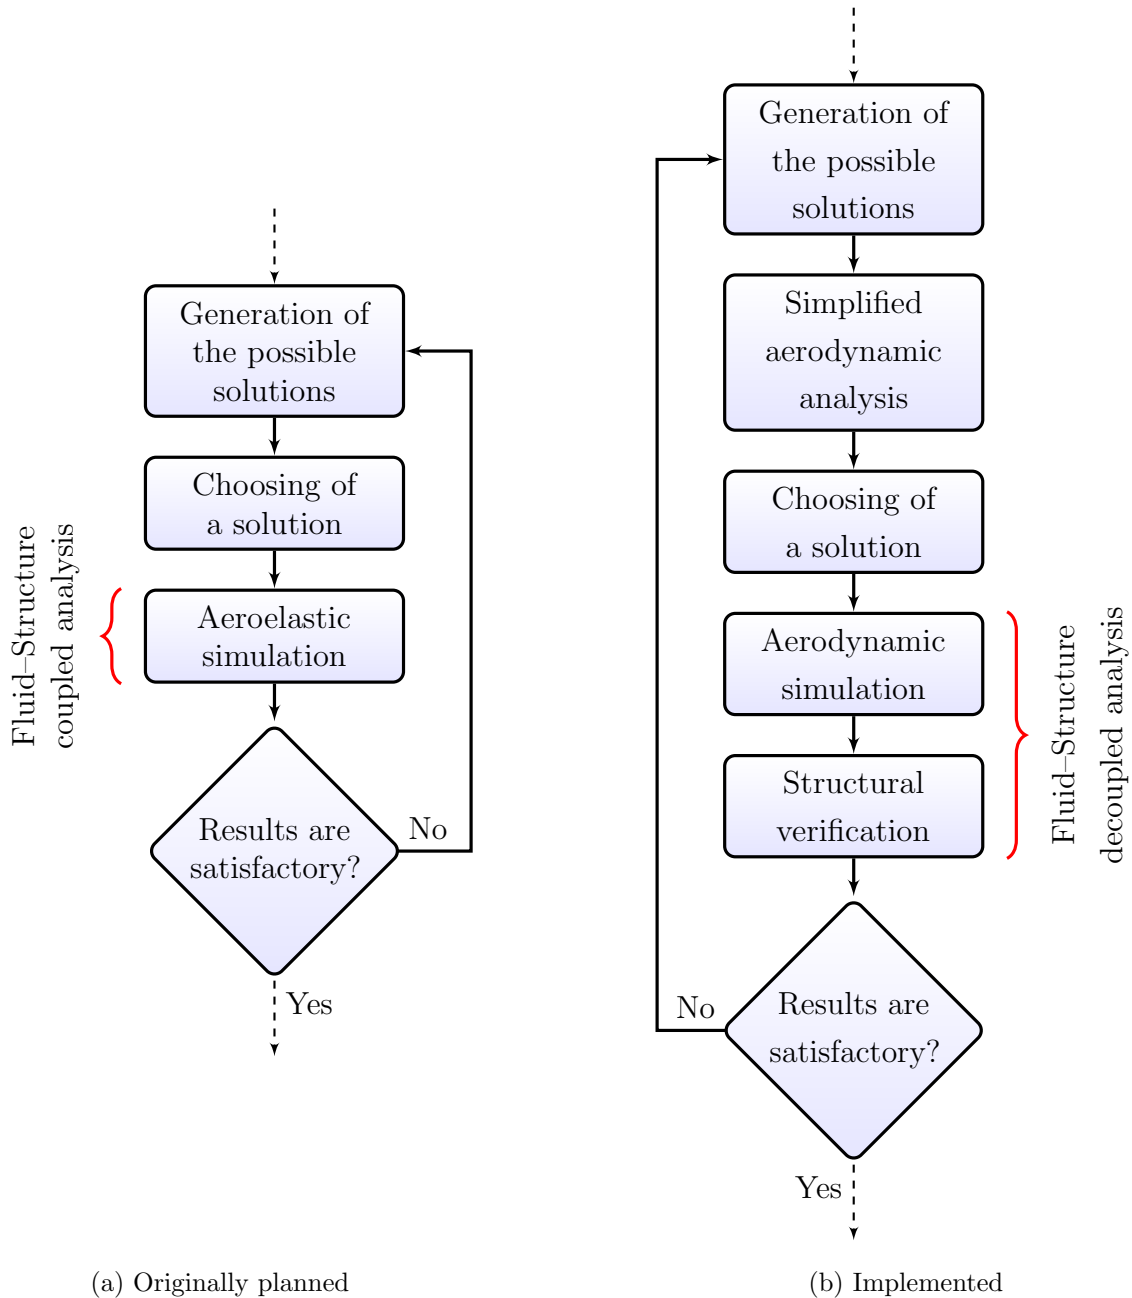 Generation of
the possible
solutions
Choosing of
a solution
Fluid–Structure
coupled analysis
Aeroelastic
simulation
Results are
satisfactory?
No
Yes
(a) Originally planned
Generation of
the possible
solutions
Simplified
aerodynamic
analysis
Choosing of
a solution
Aerodynamic
simulation
Structural
verification
Fluid–Structure
decoupled analysis
Results are
satisfactory?
No
Yes
(b) Implemented